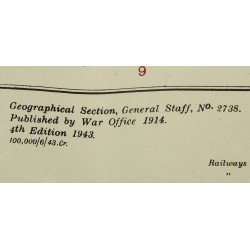 9
Geographical Section, General Staff, No. 2738.
Published by War Office 1914.
4th Edition 1943.
100,000/6/43.Cr.
Railways
"